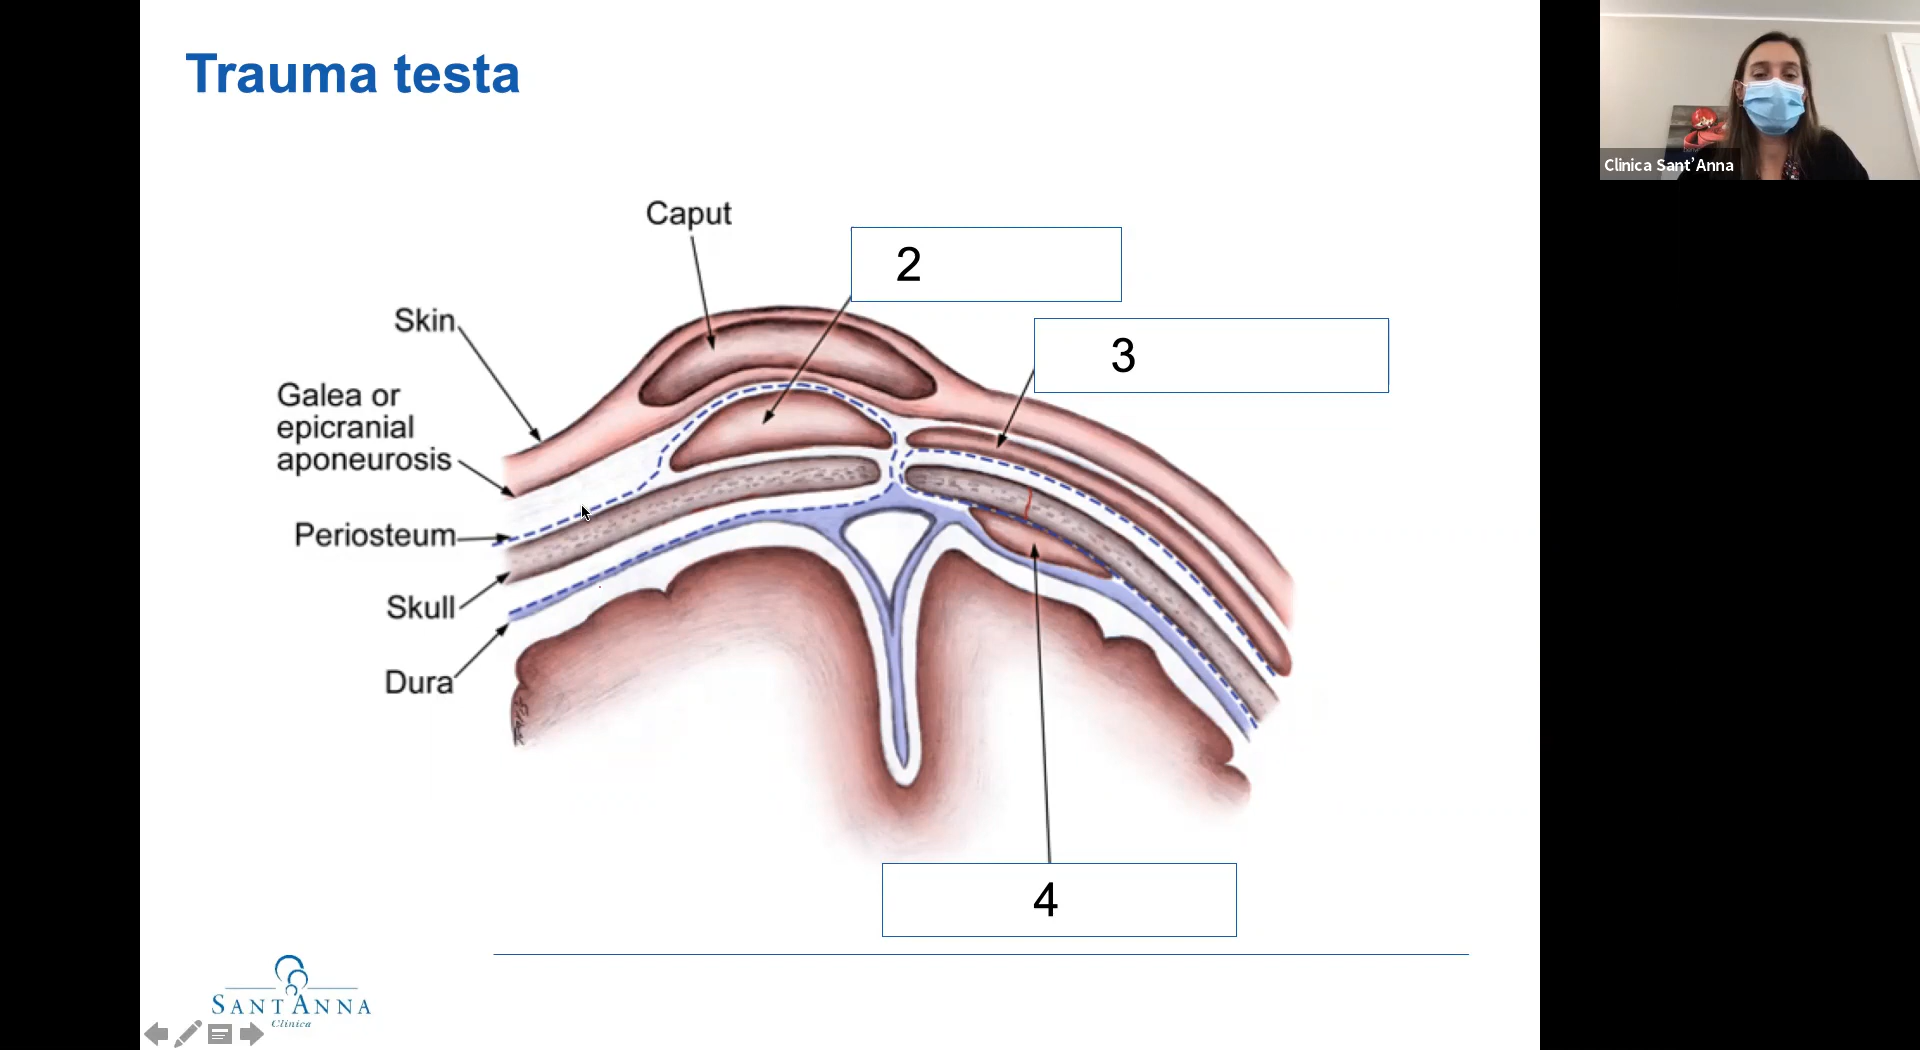 Trauma testa
Clinica Sant'Anna
Caput
2
Skin
3
Galea or
epicranial
aponeurosis
Periosteum
Skull
Dura
4
SANT'ANNA
Clinica